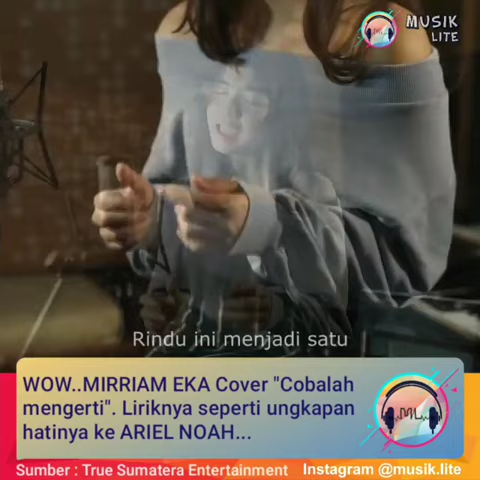 MUSIK
LITE
ML
Rindu ini menjadi satu
WOW..MIRRIAM EKA Cover "Cobalah
mengerti". Liriknya seperti ungkapan
hatinya ke ARIEL NOAH...
ML
Sumber : True Sumatera Entertainment Instagram @musik.lite